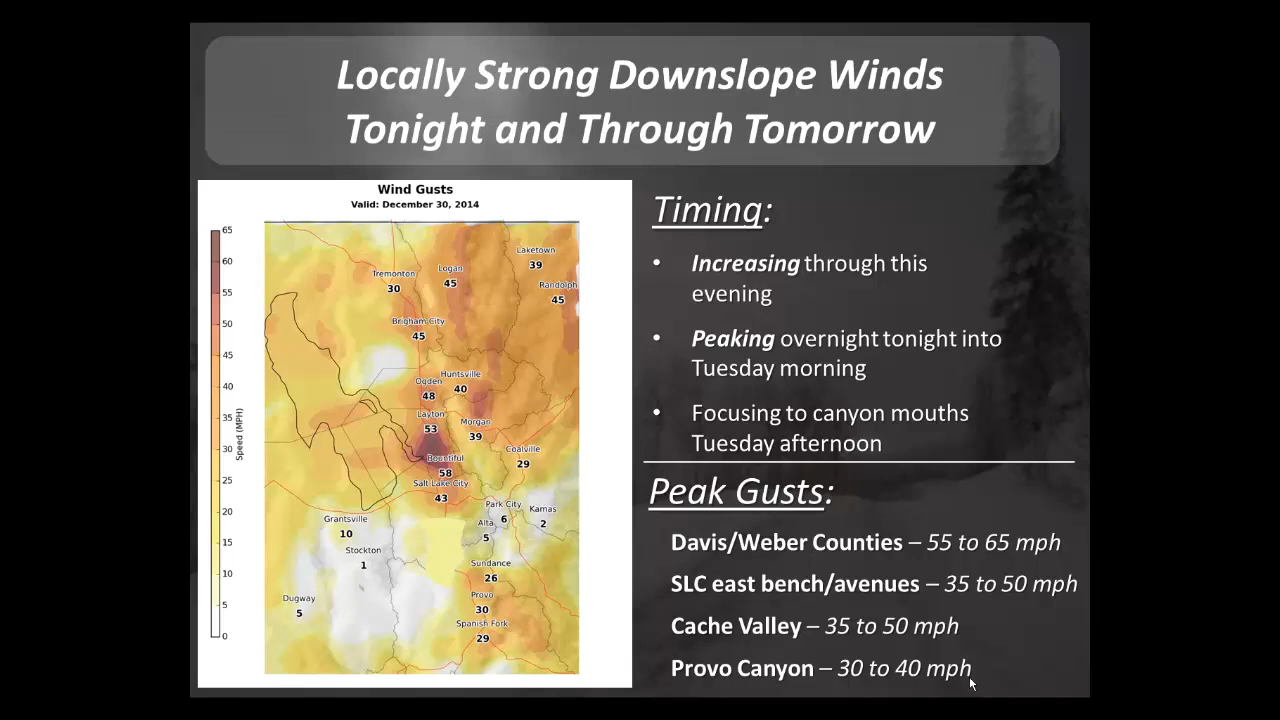 Locally Strong Downslope Winds
Tonight and Through Tomorrow
Wind Gusts
Valid: December 30, 2014
65
60
55
50
45
40
35
30
25
20
15
10
5
0
Speed (MPH)
Laketown
39
Logan
45
Tremonton
30
Randolph
45
Brigham City
45
Huntsville
40
Ogden
48
Layton
53
Morgan
39
Coalville
29
Bountiful
58
Salt Lake City
43
Park City
6
Kamas
2
Grantsville
10
Alta
5
Stockton
1
Sundance
26
Dugway
5
Provo
30
Spanish Fork
29
Timing:
• Increasing through this
evening
• Peaking overnight tonight into
Tuesday morning
• Focusing to canyon mouths
Tuesday afternoon
Peak Gusts:
Davis/Weber Counties – 55 to 65 mph
SLC east bench/avenues – 35 to 50 mph
Cache Valley – 35 to 50 mph
Provo Canyon – 30 to 40 mph